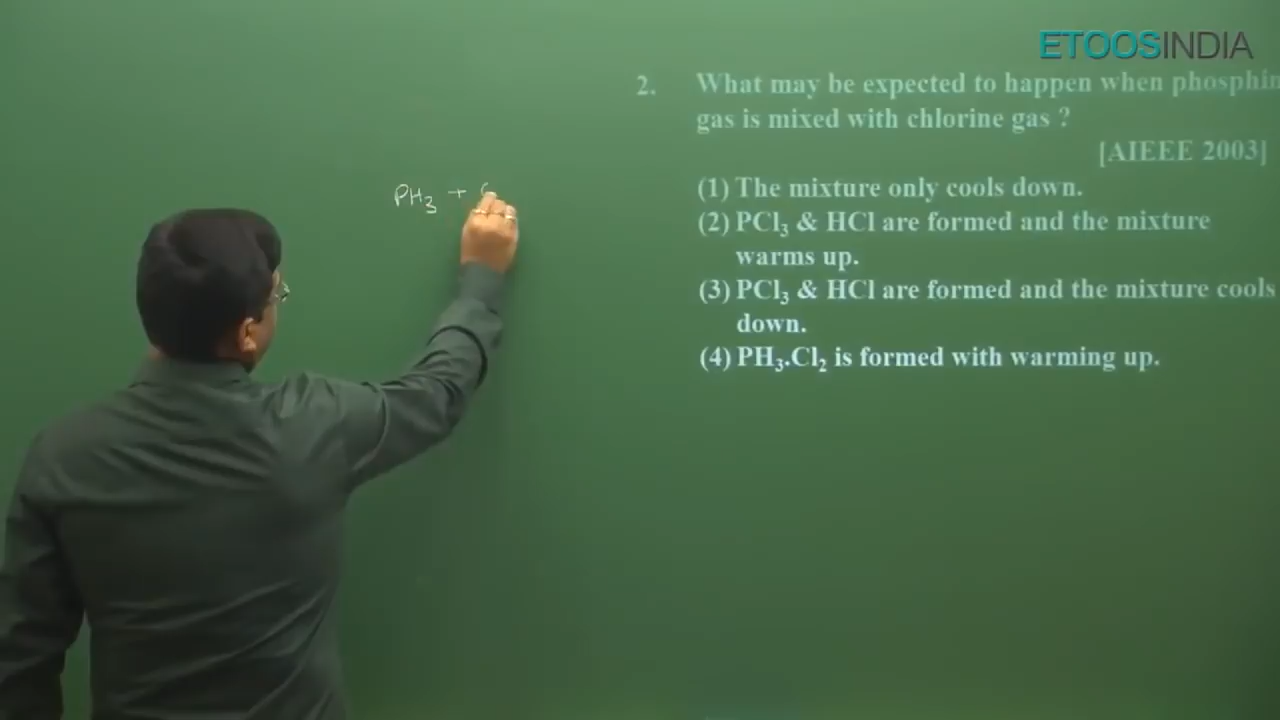 ETOOSINDIA
2. What may be expected to happen when phosphin
gas is mixed with chlorine gas ?
[AIEEE 2003]
(1) The mixture only cools down.
(2) PCl₃ & HCl are formed and the mixture
warms up.
(3) PCl₃ & HCl are formed and the mixture cools
down.
(4) PH₃.Cl₂ is formed with warming up.
PH₃ +